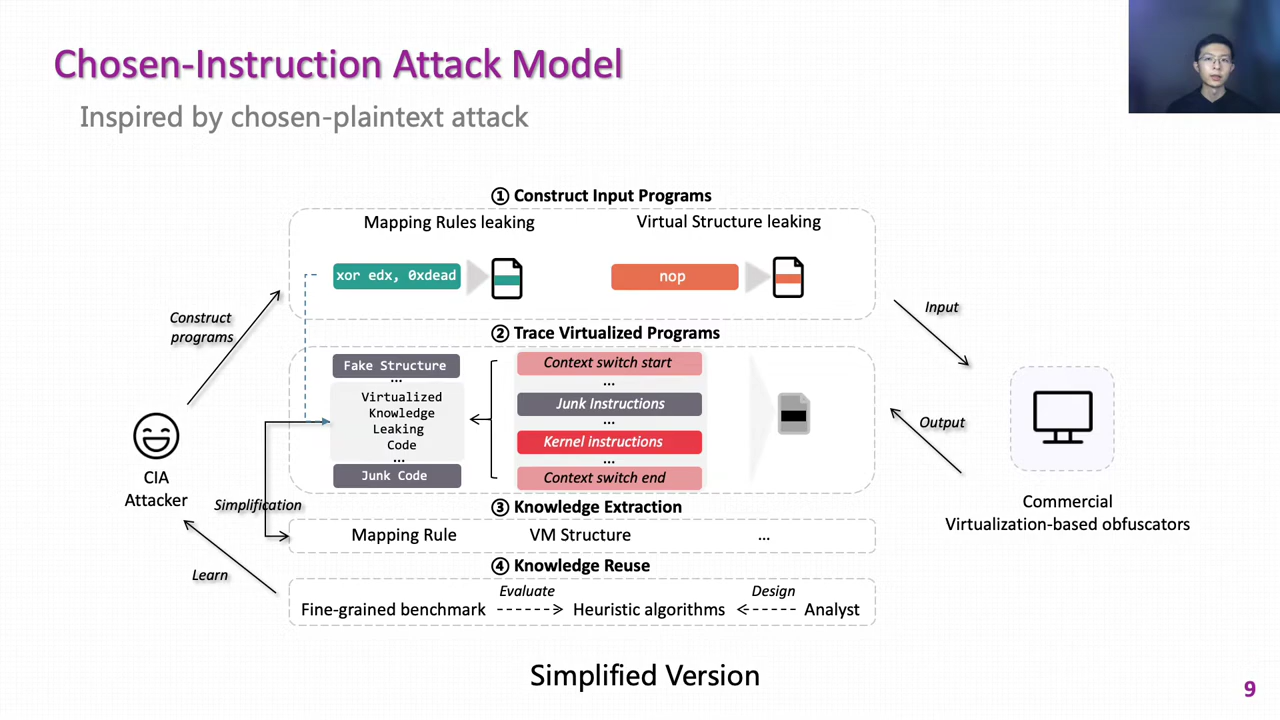 Chosen-Instruction Attack Model
Inspired by chosen-plaintext attack
① Construct Input Programs
Mapping Rules leaking
Virtual Structure leaking
xor edx, 0xdead
nop
Construct
programs
Input
② Trace Virtualized Programs
Fake Structure
...
Virtualized
Knowledge
Leaking
Code
...
Junk Code
Context switch start
...
Junk Instructions
...
Kernel instructions
...
Context switch end
Output
CIA
Attacker
Simplification
Commercial
Virtualization-based obfuscators
③ Knowledge Extraction
Mapping Rule
VM Structure
...
④ Knowledge Reuse
Learn
Fine-grained benchmark
Evaluate
Heuristic algorithms
Design
Analyst
Simplified Version
9